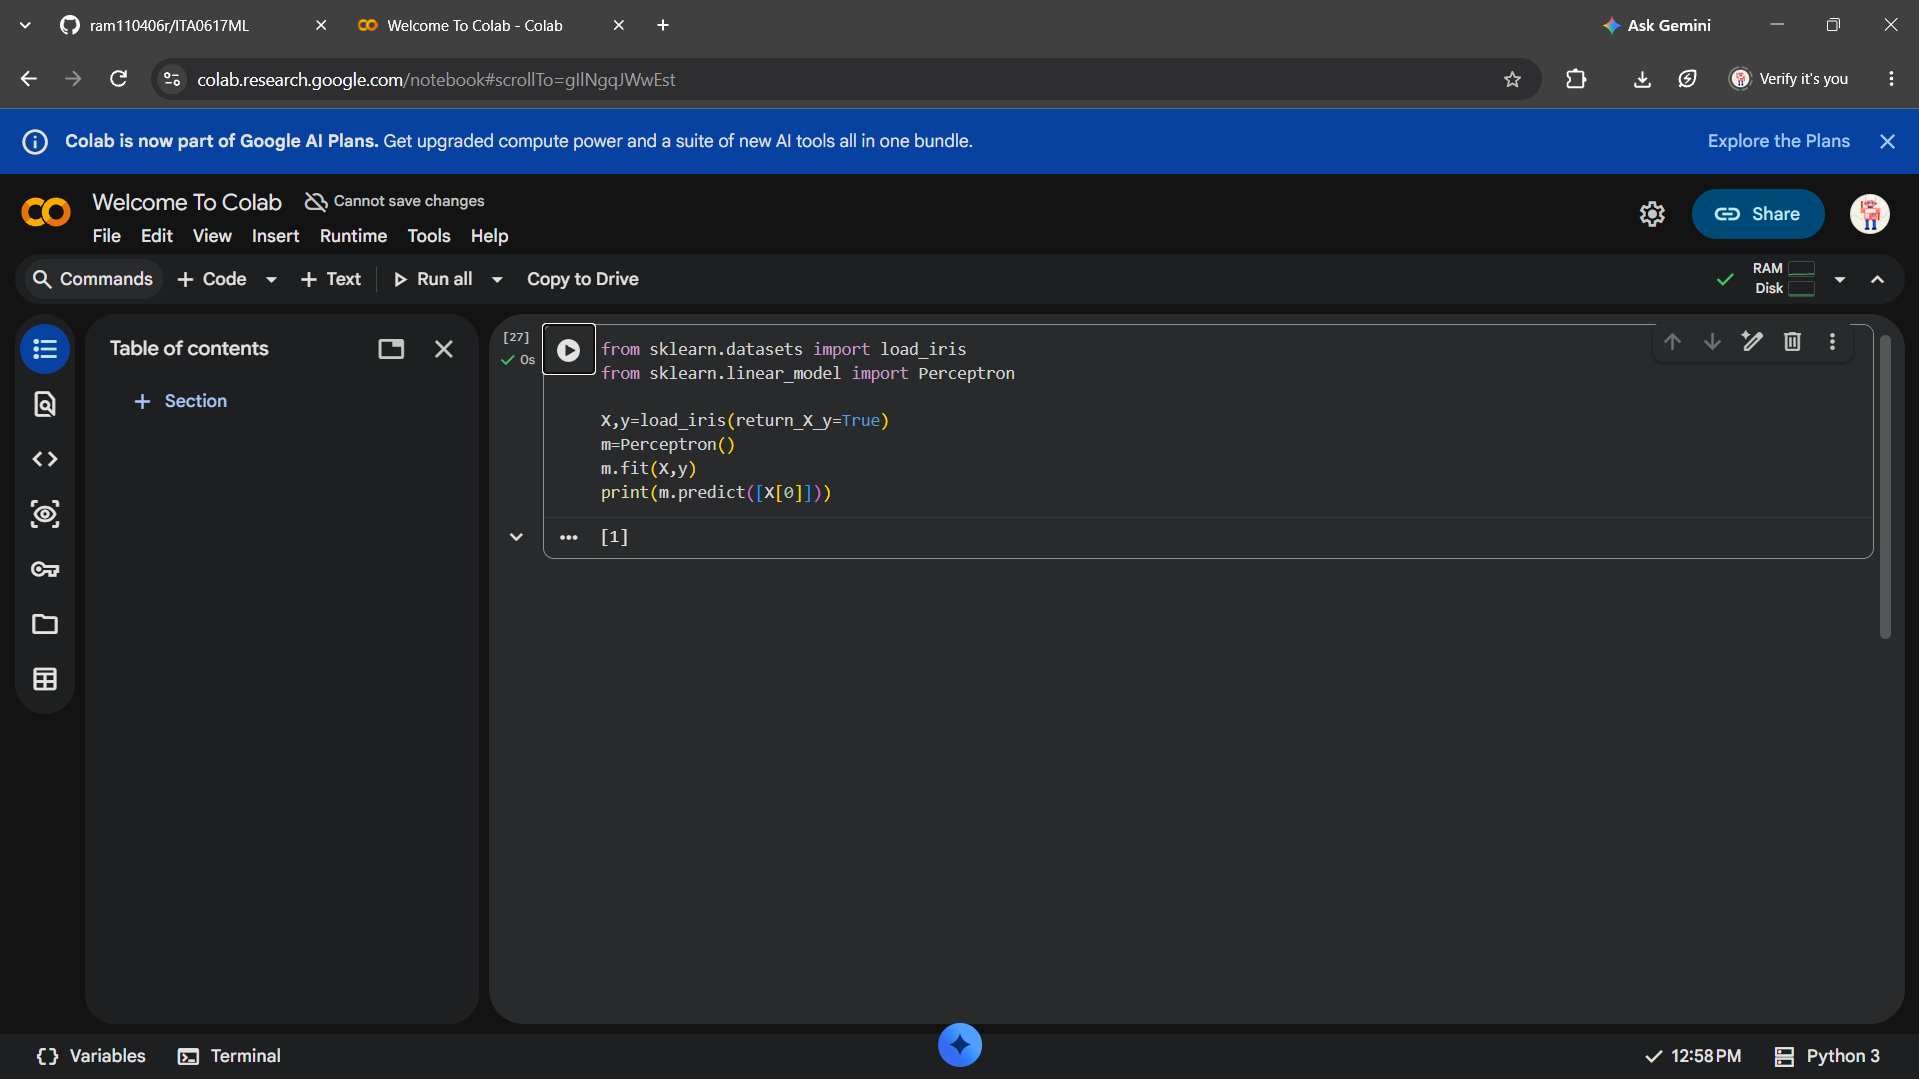 ram110406r/ITA0617ML
Welcome To Colab - Colab
Ask Gemini
colab.research.google.com/notebook#scrollTo=gIlNgqJWwEst
Verify it's you
Colab is now part of Google AI Plans. Get upgraded compute power and a suite of new AI tools all in one bundle.
Explore the Plans
Welcome To Colab
Cannot save changes
File Edit View Insert Runtime Tools Help
Share
Commands + Code + Text Run all Copy to Drive
RAM
Disk
Table of contents
+ Section
[27]
0s
from sklearn.datasets import load_iris
from sklearn.linear_model import Perceptron
X,y=load_iris(return_X_y=True)
m=Perceptron()
m.fit(X,y)
print(m.predict([X[0]]))
[1]
Variables
Terminal
12:58 PM
Python 3